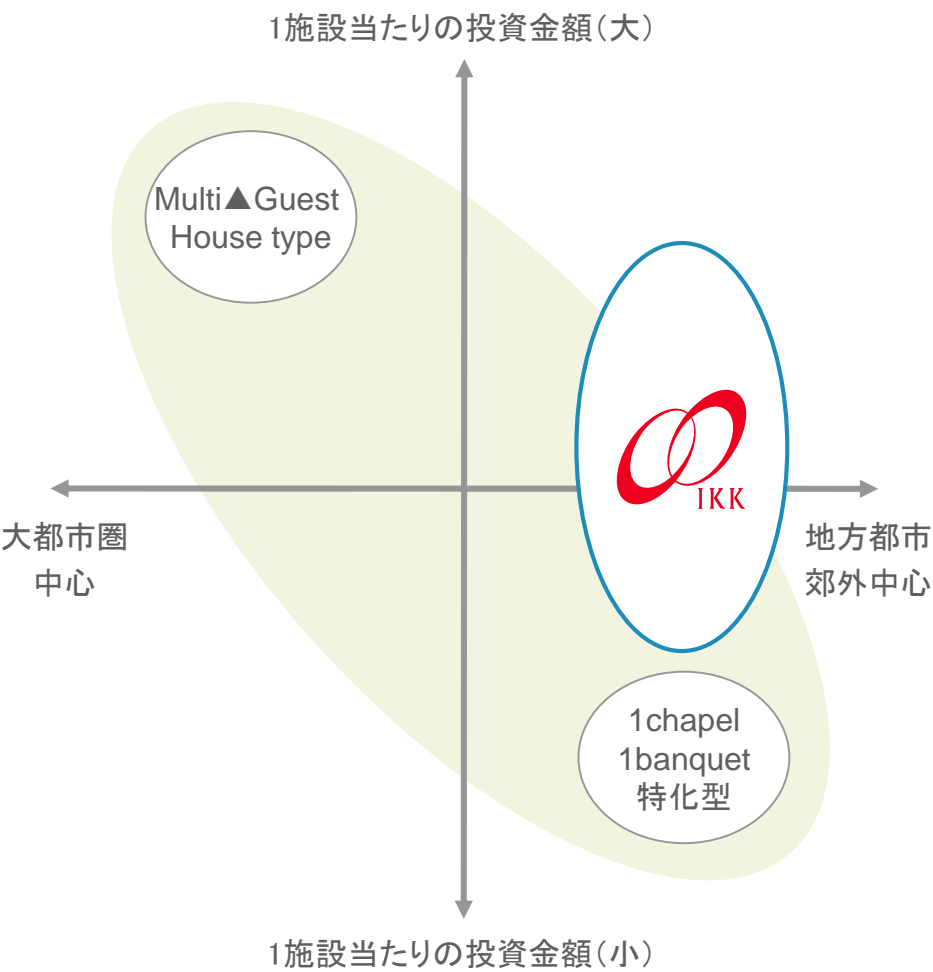 1施設当たりの投資金額（大）
Multi▲Guest
House type
IKK
大都市圏
中心
地方都市
郊外中心
1chapel
1banquet
特化型
1施設当たりの投資金額（小）